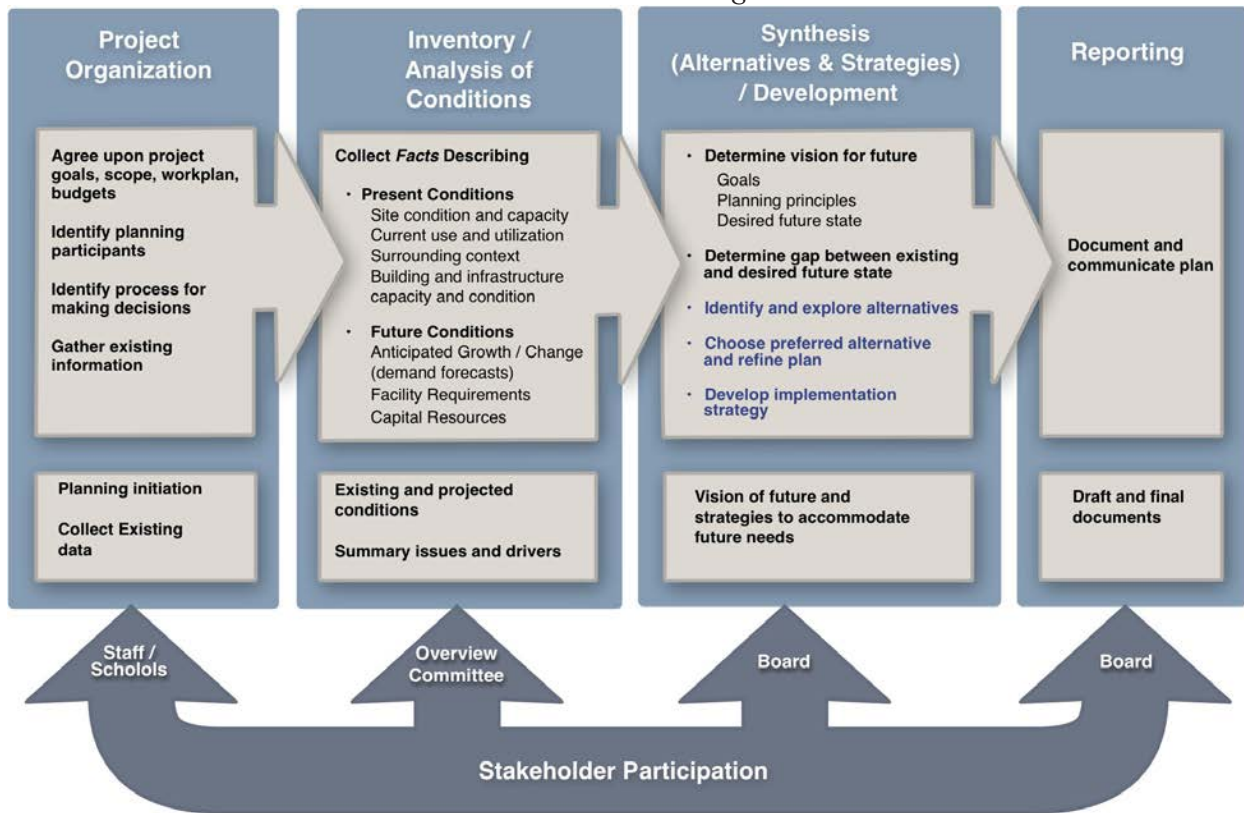 Project
Organization
Inventory /
Analysis of
Conditions
Synthesis
(Alternatives & Strategies)
/ Development
Reporting
Agree upon project
goals, scope, workplan,
budgets
Identify planning
participants
Identify process for
making decisions
Gather existing
information
Collect Facts Describing
· Present Conditions
Site condition and capacity
Current use and utilization
Surrounding context
Building and infrastructure
capacity and condition
· Future Conditions
Anticipated Growth / Change
(demand forecasts)
Facility Requirements
Capital Resources
· Determine vision for future
Goals
Planning principles
Desired future state
· Determine gap between existing
and desired future state
· Identify and explore alternatives
· Choose preferred alternative
and refine plan
· Develop implementation
strategy
Document and
communicate plan
Planning initiation
Collect Existing
data
Existing and projected
conditions
Summary issues and drivers
Vision of future and
strategies to accommodate
future needs
Draft and final
documents
Staff /
Scholols
Overview
Committee
Board
Board
Stakeholder Participation